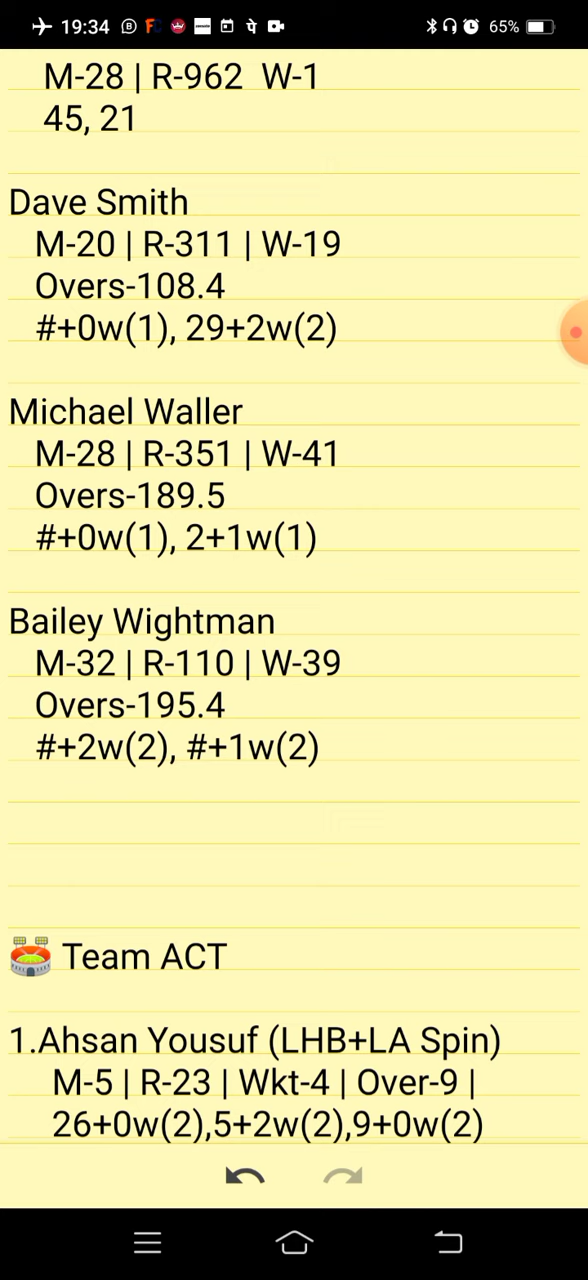 19:34 65%
M-28 | R-962 W-1
45, 21
Dave Smith
M-20 | R-311 | W-19
Overs-108.4
#+0w(1), 29+2w(2)
Michael Waller
M-28 | R-351 | W-41
Overs-189.5
#+0w(1), 2+1w(1)
Bailey Wightman
M-32 | R-110 | W-39
Overs-195.4
#+2w(2), #+1w(2)
Team ACT
1.Ahsan Yousuf (LHB+LA Spin)
M-5 | R-23 | Wkt-4 | Over-9 |
26+0w(2),5+2w(2),9+0w(2)